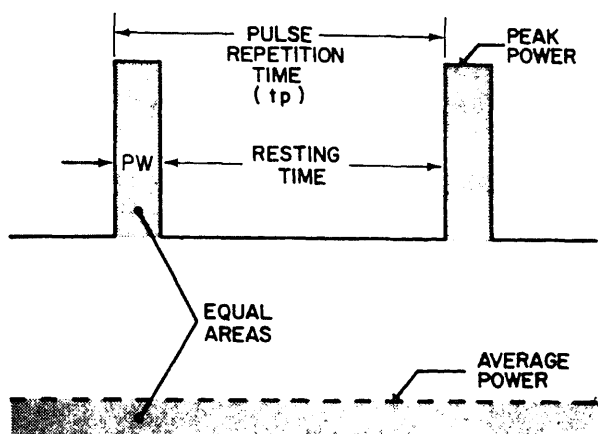 PULSE
REPETITION
TIME
(tp)
PEAK
POWER
PW
RESTING
TIME
EQUAL
AREAS
AVERAGE
POWER